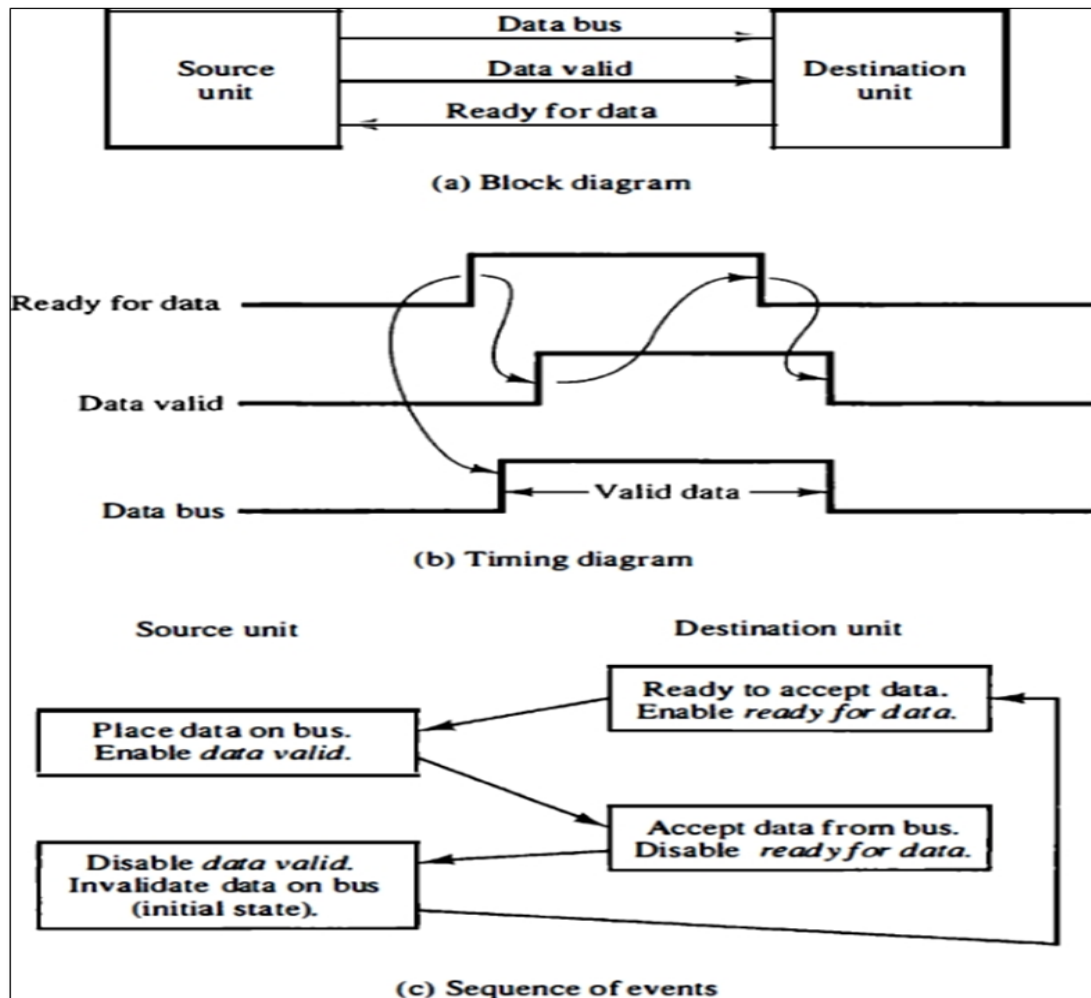 Data bus
Source
unit
Data valid
Destination
unit
Ready for data
(a) Block diagram
Ready for data
Data valid
Data bus
Valid data
(b) Timing diagram
Source unit
Destination unit
Ready to accept data.
Enable ready for data.
Place data on bus.
Enable data valid.
Accept data from bus.
Disable ready for data.
Disable data valid.
Invalidate data on bus
(initial state).
(c) Sequence of events